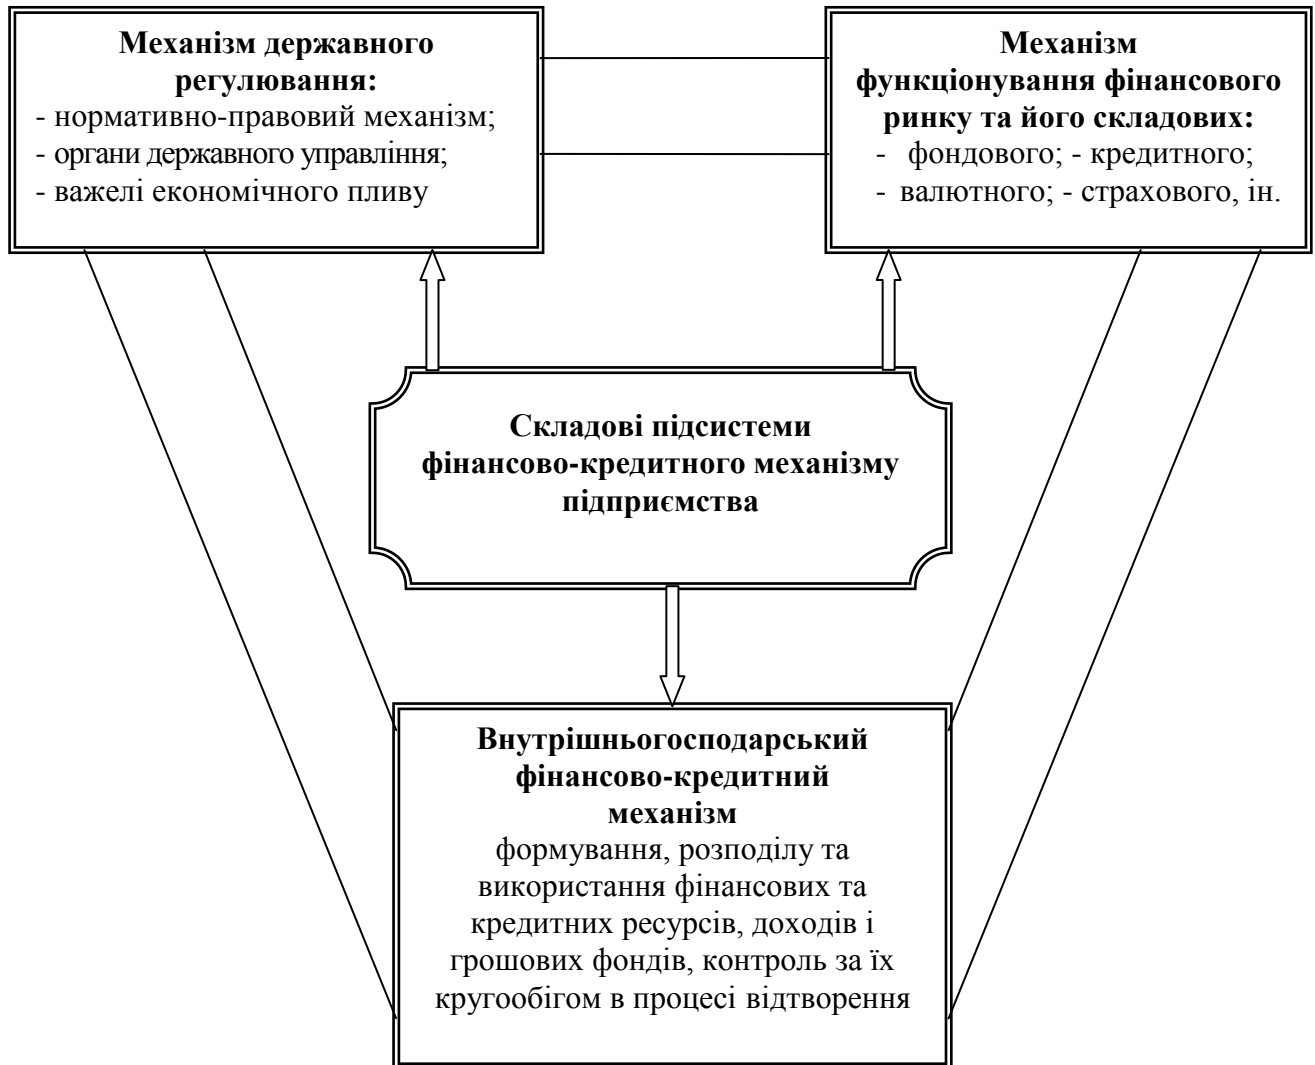 Механізм державного
регулювання:
- нормативно-правовий механізм;
- органи державного управління;
- важелі економічного пливу
Механізм
функціонування фінансового
ринку та його складових:
- фондового; - кредитного;
- валютного; - страхового, ін.
Складові підсистеми
фінансово-кредитного механізму
підприємства
Внутрішньогосподарський
фінансово-кредитний
механізм
формування, розподілу та
використання фінансових та
кредитних ресурсів, доходів і
грошових фондів, контроль за їх
кругообігом в процесі відтворення